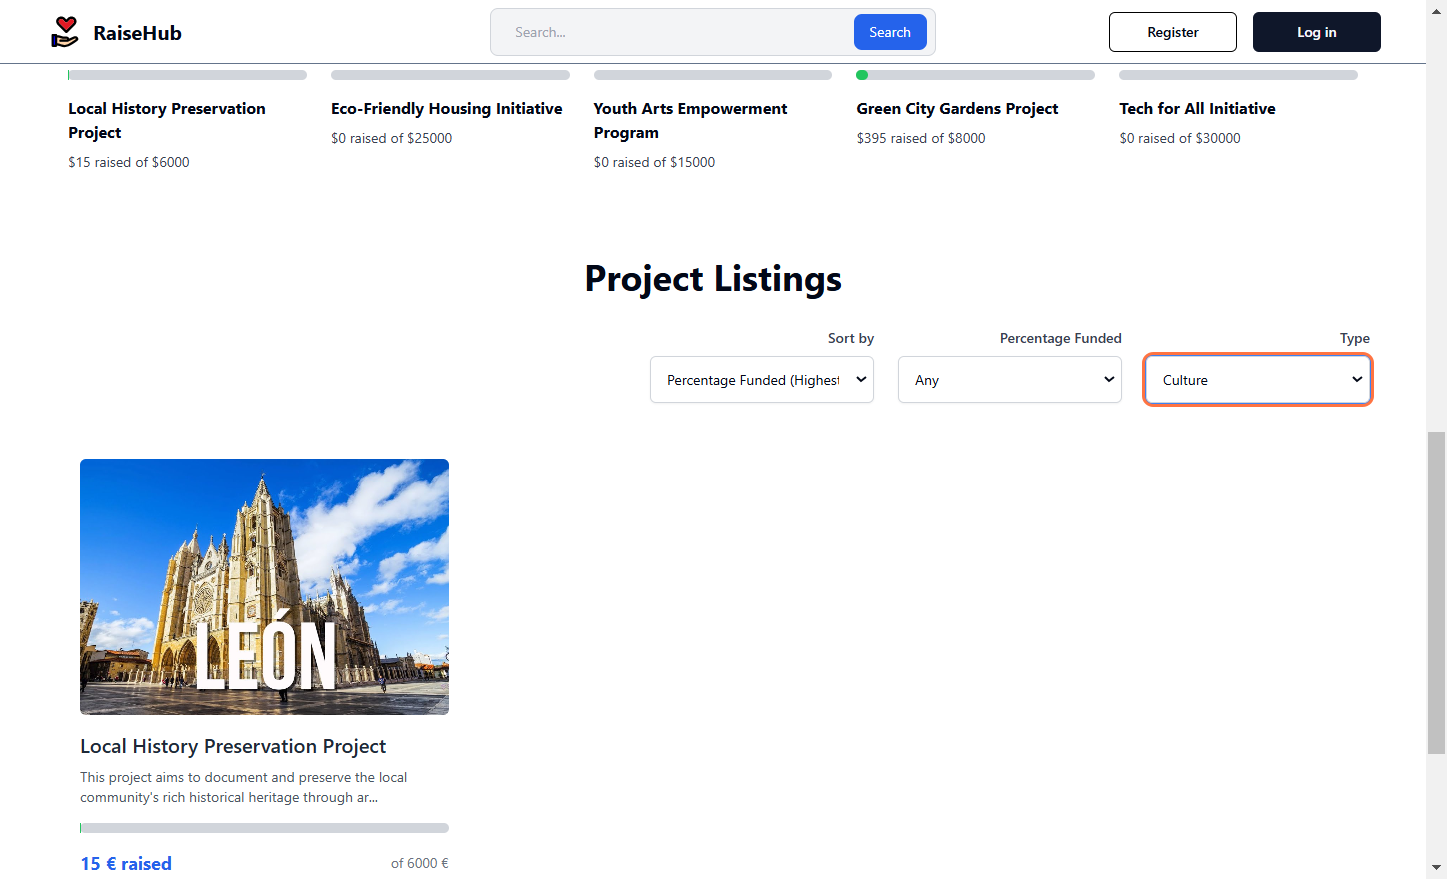 RaiseHub
Search...
Search
Register
Log in
Local History Preservation
Project
$15 raised of $6000
Eco-Friendly Housing Initiative
$0 raised of $25000
Youth Arts Empowerment
Program
$0 raised of $15000
Green City Gardens Project
$395 raised of $8000
Tech for All Initiative
$0 raised of $30000
Project Listings
Sort by
Percentage Funded (Highest
Percentage Funded
Any
Type
Culture
LEÓN
Local History Preservation Project
This project aims to document and preserve the local
community's rich historical heritage through ar...
15 € raised
of 6000 €